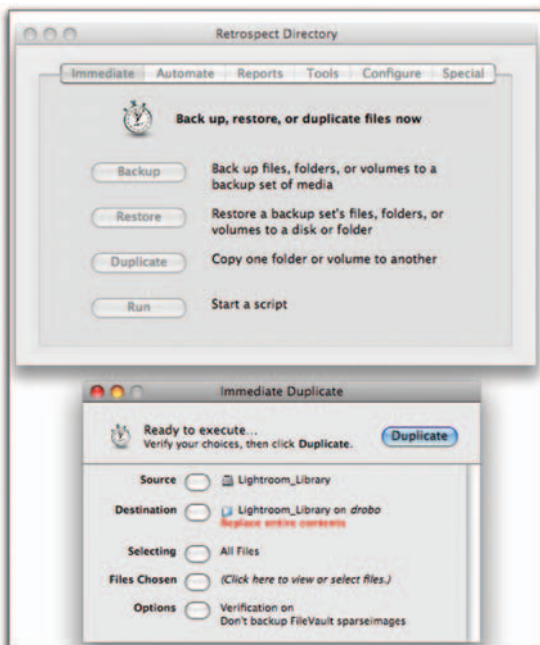 Retrospect Directory
Immediate Automate Reports Tools Configure Special
Back up, restore, or duplicate files now
Backup
Back up files, folders, or volumes to a
backup set of media
Restore
Restore a backup set's files, folders, or
volumes to a disk or folder
Duplicate
Copy one folder or volume to another
Run
Start a script
Immediate Duplicate
Ready to execute...
Verify your choices, then click Duplicate.
Duplicate
Source Lightroom_Library
Destination Lightroom_Library on drobo
Replace entire contents
Selecting All Files
Files Chosen (Click here to view or select files.)
Options Verification on
Don't backup FileVault sparseimages